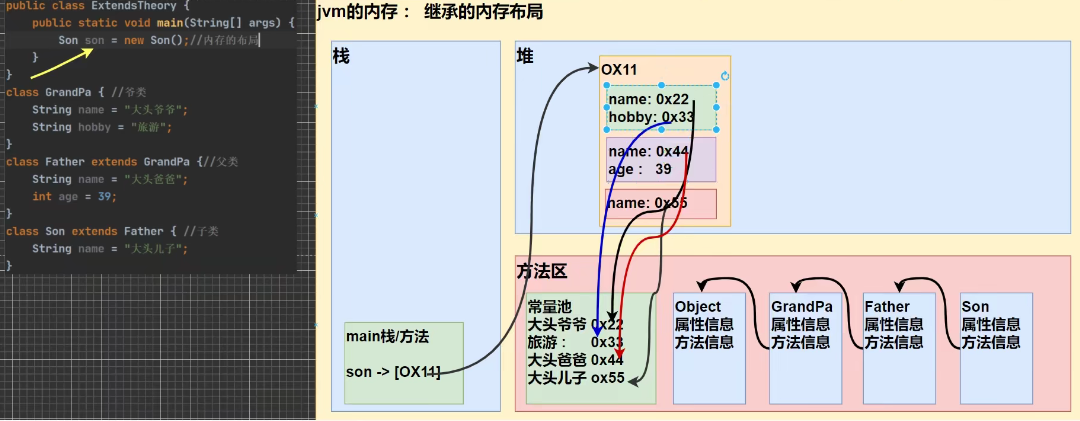 public class ExtendsTheory {
public static void main(String[] args) {
Son son = new Son();//内存的布局
}
}
class GrandPa { //爷类
String name = "大头爷爷";
String hobby = "旅游";
}
class Father extends GrandPa {//父类
String name = "大头爸爸";
int age = 39;
}
class Son extends Father { //子类
String name = "大头儿子";
}
jvm的内存： 继承的内存布局
栈
main栈/方法
son -> [OX11]
堆
OX11
name: 0x22
hobby: 0x33
name: 0x44
age : 39
name: 0x55
方法区
常量池
大头爷爷 0x22
旅游： 0x33
大头爸爸 0x44
大头儿子 ox55
Object
属性信息
方法信息
GrandPa
属性信息
方法信息
Father
属性信息
方法信息
Son
属性信息
方法信息